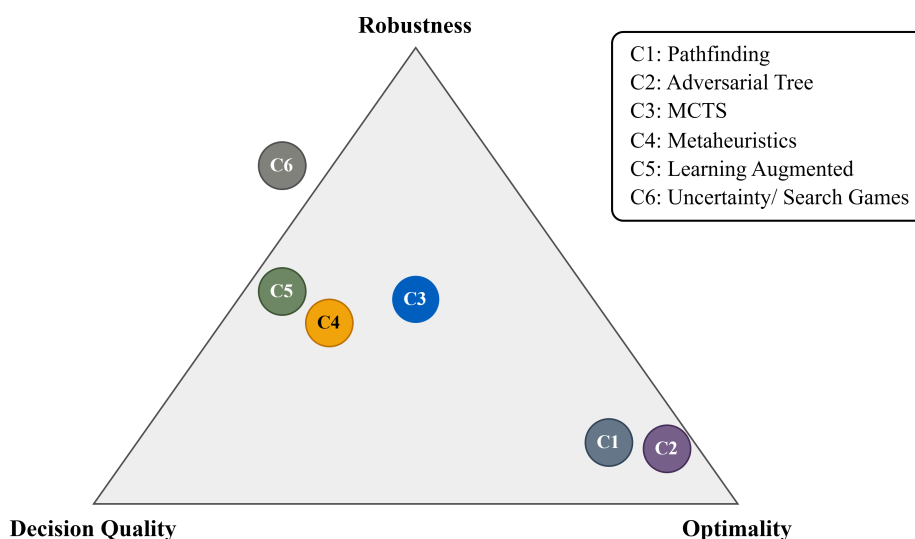 Robustness
C1: Pathfinding
C2: Adversarial Tree
C3: MCTS
C4: Metaheuristics
C5: Learning Augmented
C6: Uncertainty/ Search Games
C6
C5
C3
C4
C1
C2
Decision Quality
Optimality